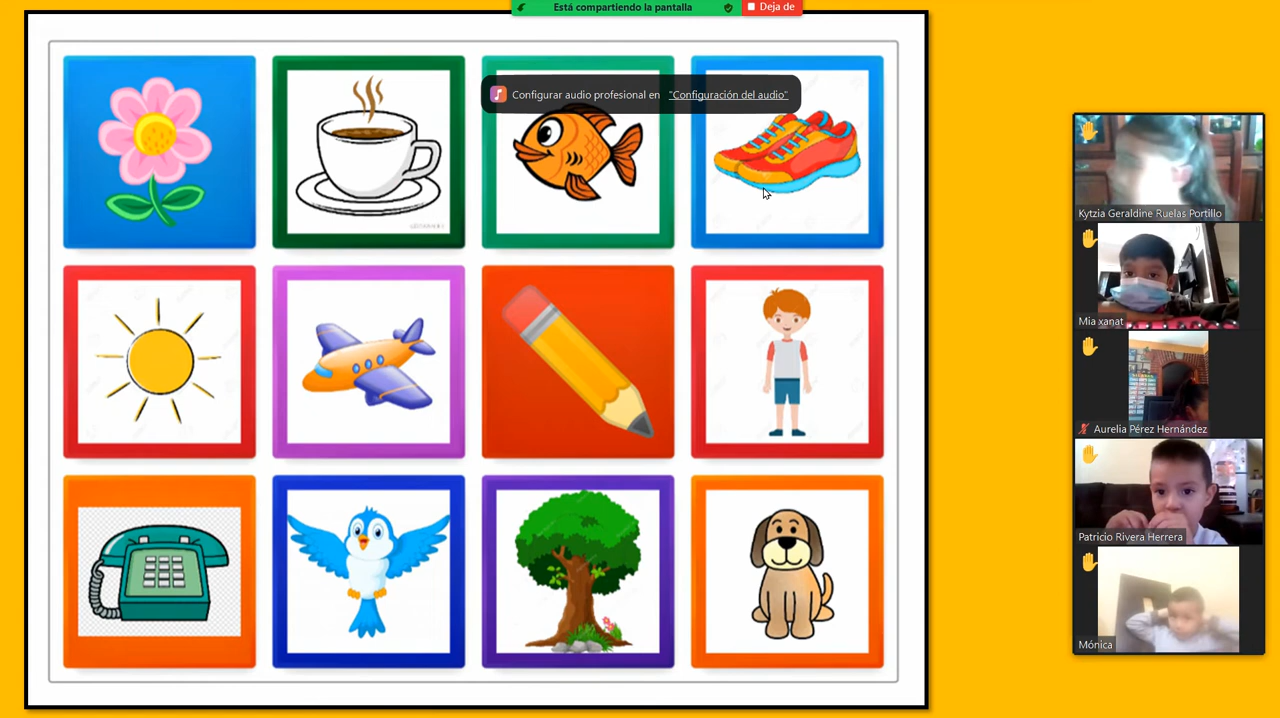 Está compartiendo la pantalla
Deja de
Configurar audio profesional en "Configuración del audio"
Kytzia Geraldine Ruelas Portillo
Mia xanat
Aurelia Pérez Hernández
Patricio Rivera Herrera
Mónica